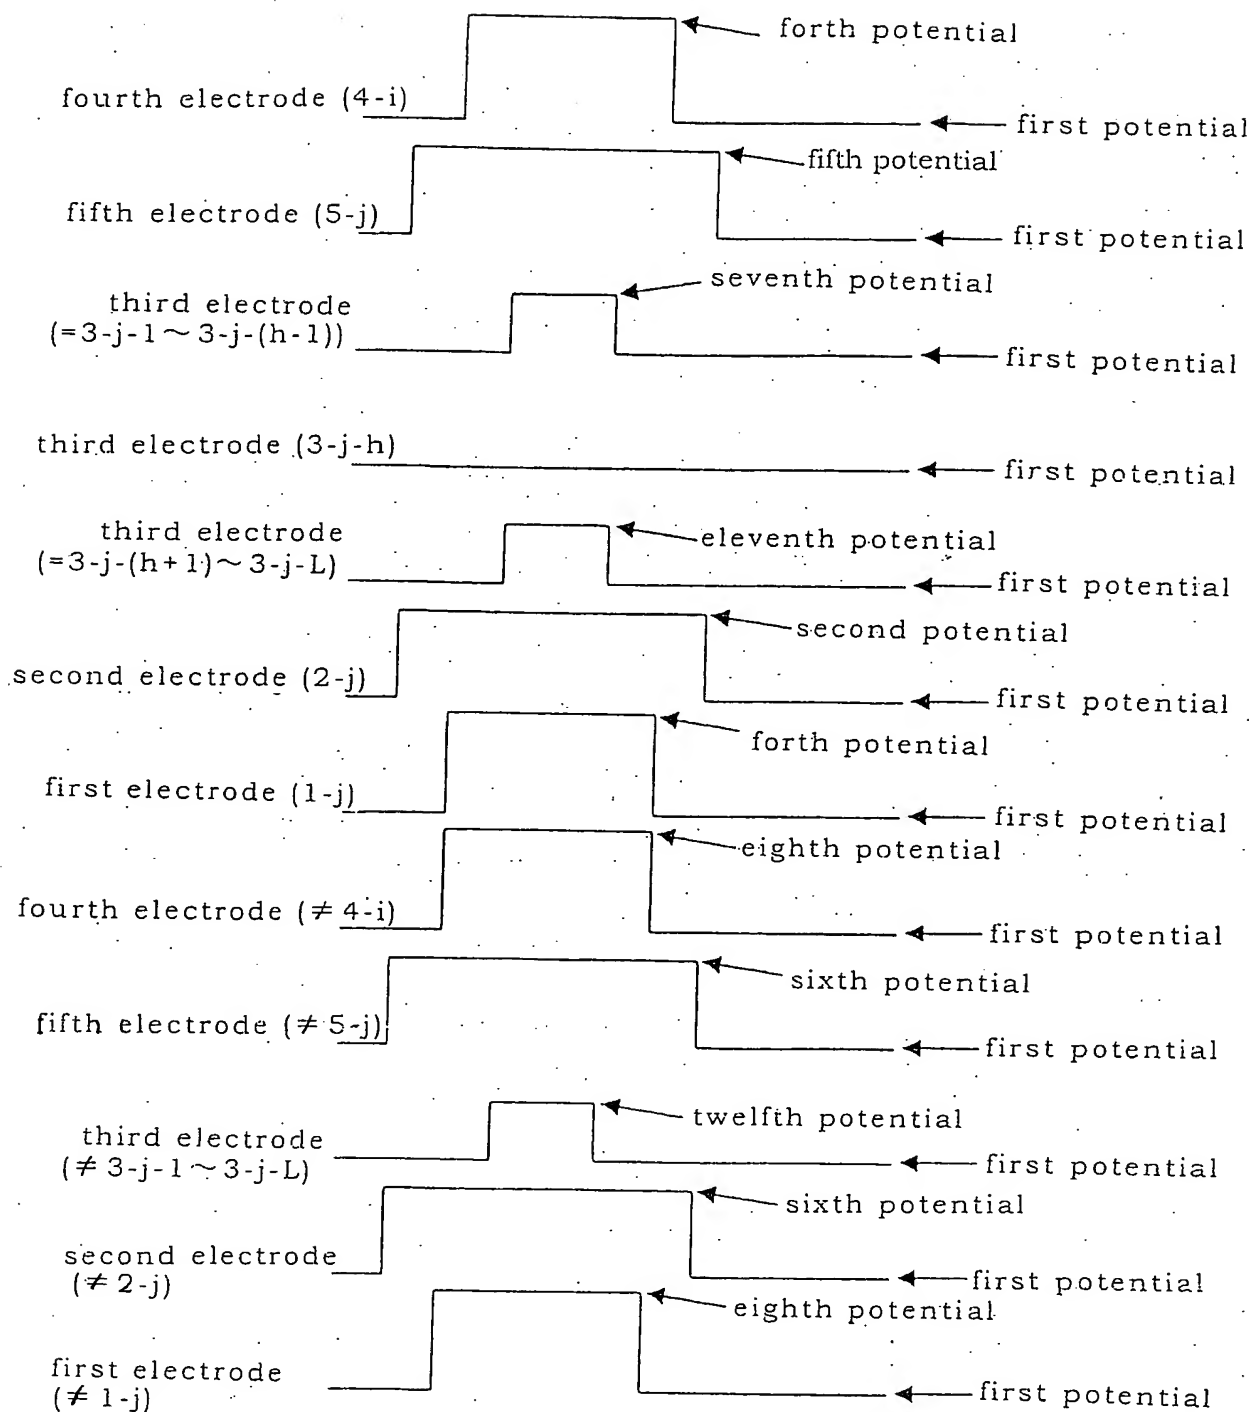 forth potential
fourth electrode (4-i)
first potential
fifth potential
fifth electrode (5-j)
first potential
seventh potential
third electrode
(=3-j-1～3-j-(h-1))
first potential
third electrode (3-j-h)
first potential
third electrode
(=3-j-(h+1)～3-j-L)
eleventh potential
first potential
second potential
second electrode (2-j)
first potential
forth potential
first electrode (1-j)
first potential
eighth potential
fourth electrode (≠4-i)
first potential
sixth potential
fifth electrode (≠5-j)
first potential
twelfth potential
third electrode
(≠3-j-1～3-j-L)
first potential
sixth potential
second electrode
(≠2-j)
first potential
eighth potential
first electrode
(≠1-j)
first potential